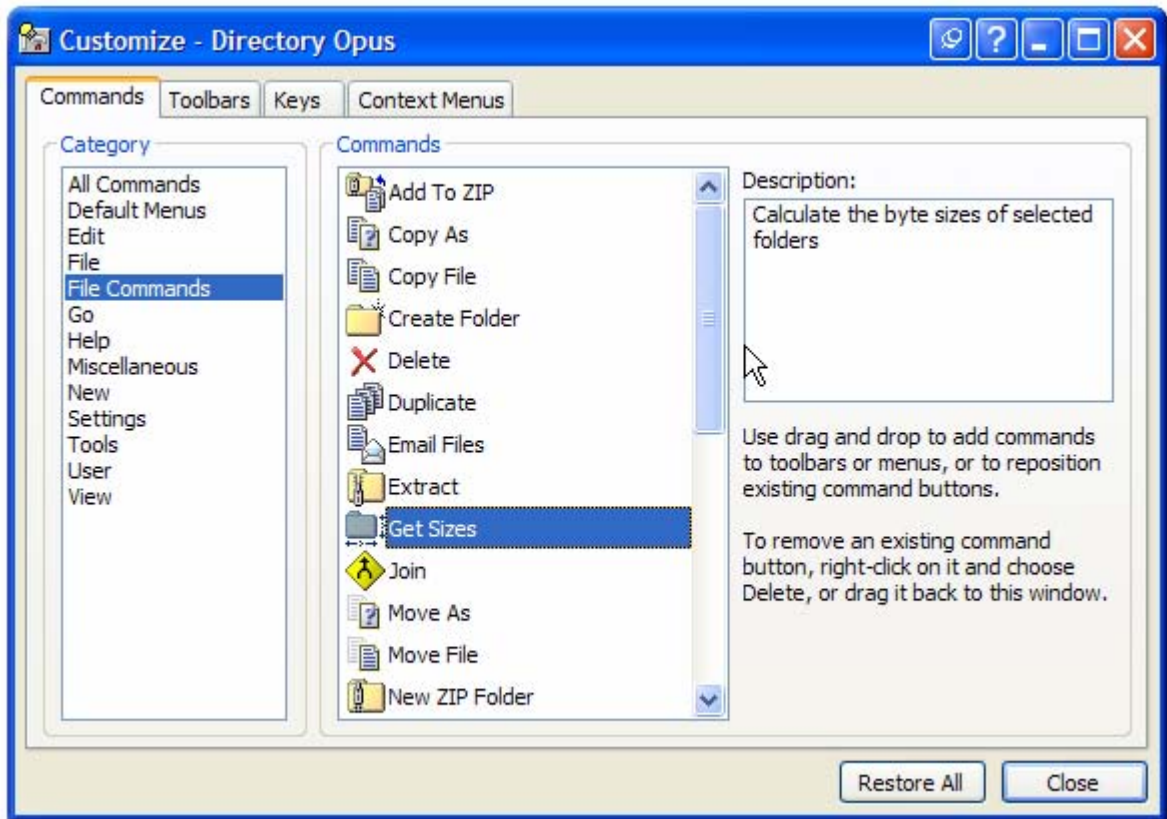 Customize - Directory Opus
Commands
Toolbars
Keys
Context Menus
Category
All Commands
Default Menus
Edit
File
File Commands
Go
Help
Miscellaneous
New
Settings
Tools
User
View
Commands
Add To ZIP
Copy As
Copy File
Create Folder
Delete
Duplicate
Email Files
Extract
Get Sizes
Join
Move As
Move File
New ZIP Folder
Description:
Calculate the byte sizes of selected
folders
Use drag and drop to add commands
to toolbars or menus, or to reposition
existing command buttons.
To remove an existing command
button, right-click on it and choose
Delete, or drag it back to this window.
Restore All
Close